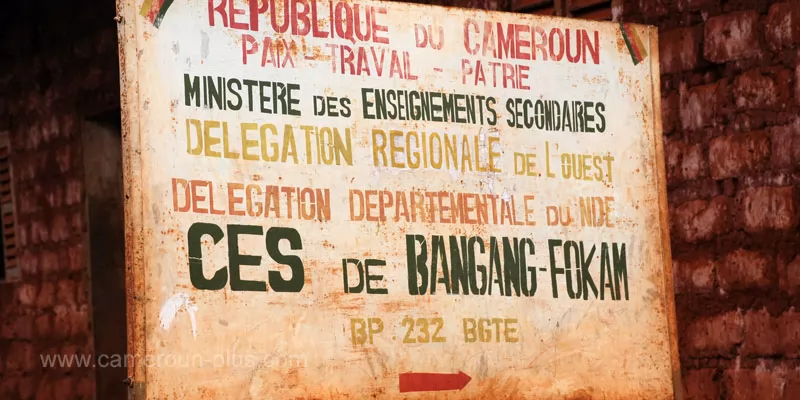 REPUBLIQUE DU CAMEROUN
PAIX - TRAVAIL - PATRIE
MINISTERE DES ENSEIGNEMENTS SECONDAIRES
DELEGATION REGIONALE DE L'OUEST
DELEGATION DEPARTEMENTALE DU NDE
CES DE BANGANG-FOKAM
BP 232 BGTE
www.cameroun-plus.com